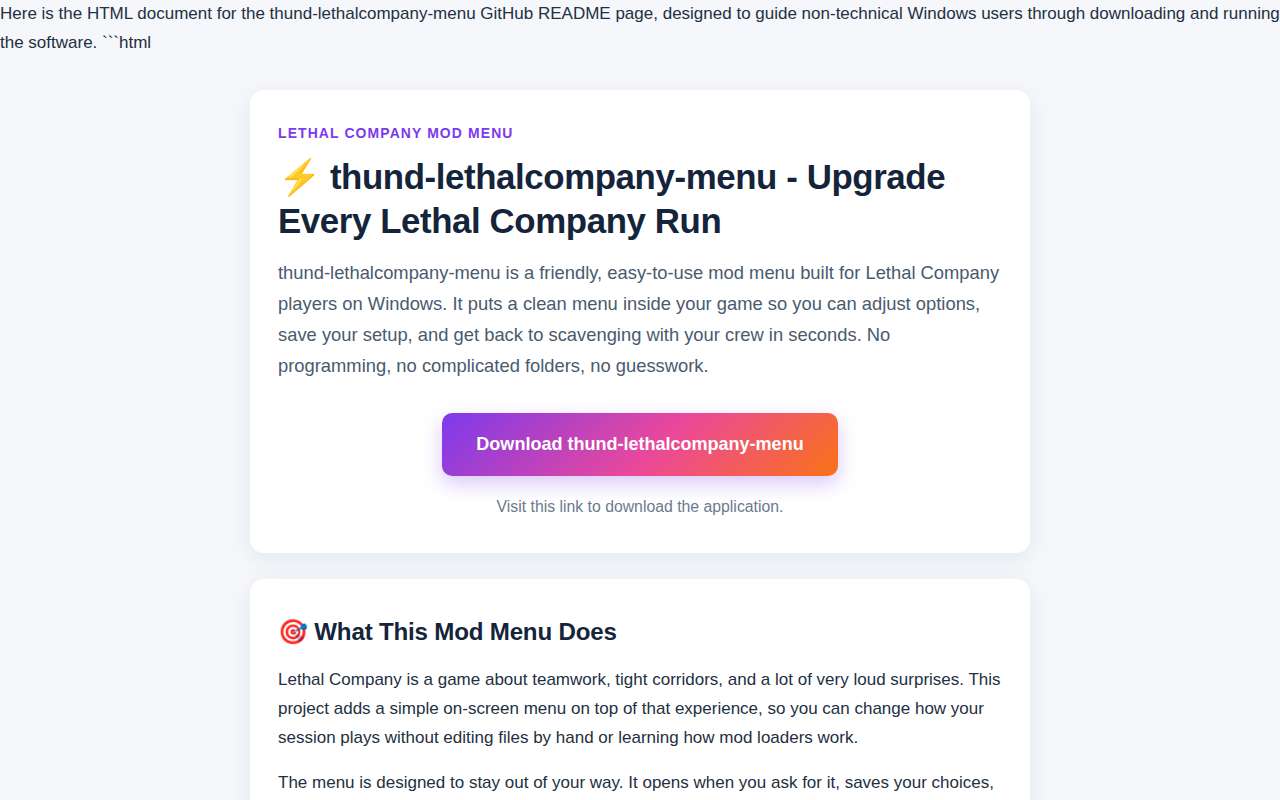 Here is the HTML document for the thund-lethalcompany-menu GitHub README page, designed to guide non-technical Windows users through downloading and running
the software. ```html
LETHAL COMPANY MOD MENU
⚡ thund-lethalcompany-menu - Upgrade
Every Lethal Company Run
thund-lethalcompany-menu is a friendly, easy-to-use mod menu built for Lethal Company
players on Windows. It puts a clean menu inside your game so you can adjust options,
save your setup, and get back to scavenging with your crew in seconds. No
programming, no complicated folders, no guesswork.
Download thund-lethalcompany-menu
Visit this link to download the application.
🎯 What This Mod Menu Does
Lethal Company is a game about teamwork, tight corridors, and a lot of very loud surprises. This
project adds a simple on-screen menu on top of that experience, so you can change how your
session plays without editing files by hand or learning how mod loaders work.
The menu is designed to stay out of your way. It opens when you ask for it, saves your choices,